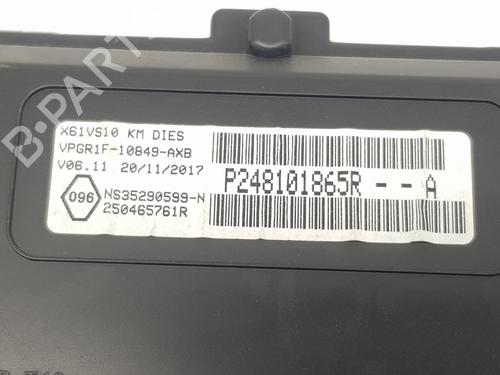 X61VS10 KM DIES
VPGR1F-10849-AXB
V06.11 20/11/2017
096
NS35290599-N
250465761R
P248101865R - - A
B-PARTS